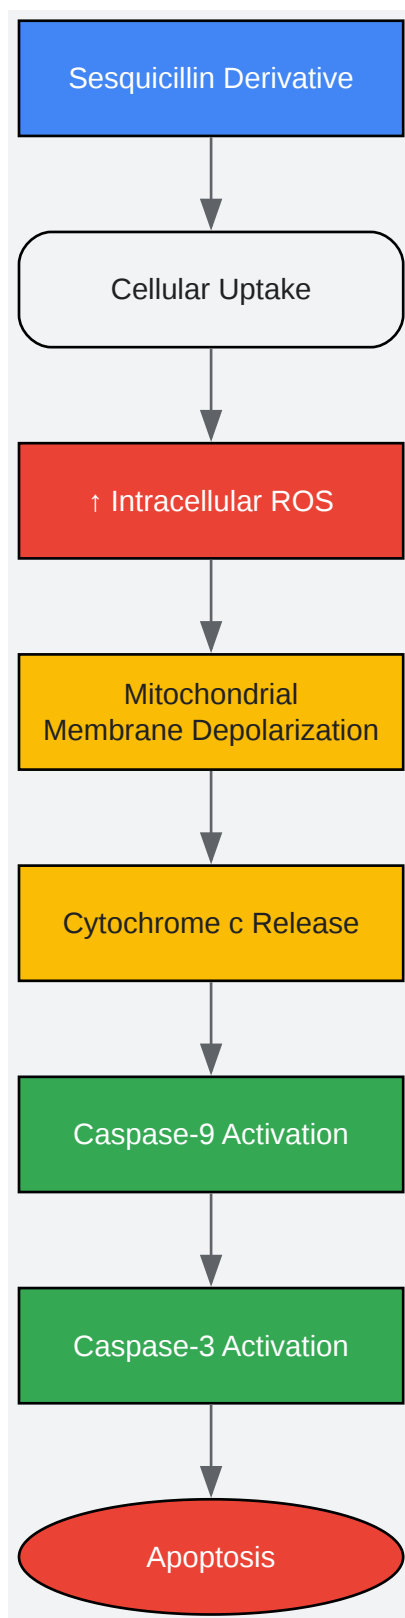 Sesquicillin Derivative
Cellular Uptake
↑ Intracellular ROS
Mitochondrial
Membrane Depolarization
Cytochrome c Release
Caspase-9 Activation
Caspase-3 Activation
Apoptosis